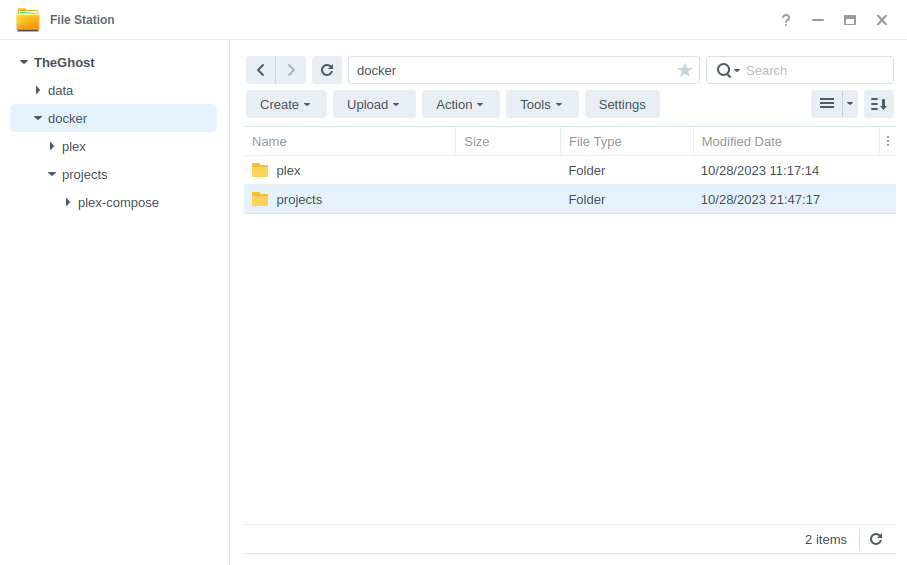 File Station
?
TheGhost
data
docker
plex
projects
plex-compose
docker
Search
Create Upload Action Tools Settings
Name Size File Type Modified Date
plex Folder 10/28/2023 11:17:14
projects Folder 10/28/2023 21:47:17
2 items